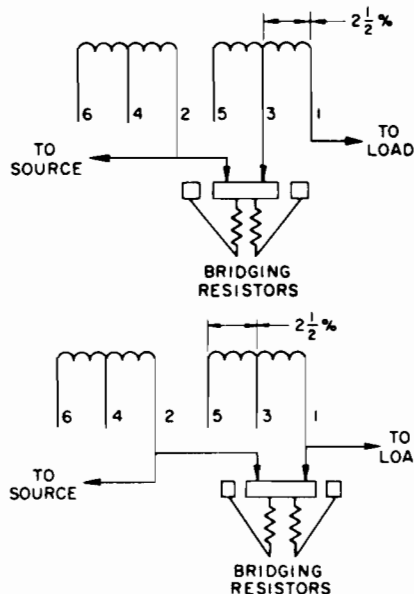 2 1/2 %
6 4 2 5 3 1
TO SOURCE
TO LOAD
BRIDGING
RESISTORS
2 1/2 %
6 4 2 5 3 1
TO SOURCE
TO LOA
BRIDGING
RESISTORS